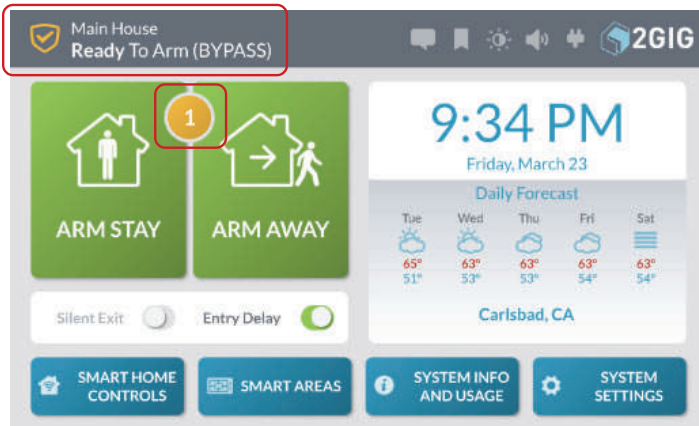 Main House
Ready To Arm (BYPASS)
2GIG
1
ARM STAY
ARM AWAY
Silent Exit
Entry Delay
9:34 PM
Friday, March 23
Daily Forecast
Tue Wed Thu Fri Sat
65° 63° 63° 63° 63°
51° 53° 53° 54° 54°
Carlsbad, CA
SMART HOME
CONTROLS
SMART AREAS
SYSTEM INFO
AND USAGE
SYSTEM
SETTINGS